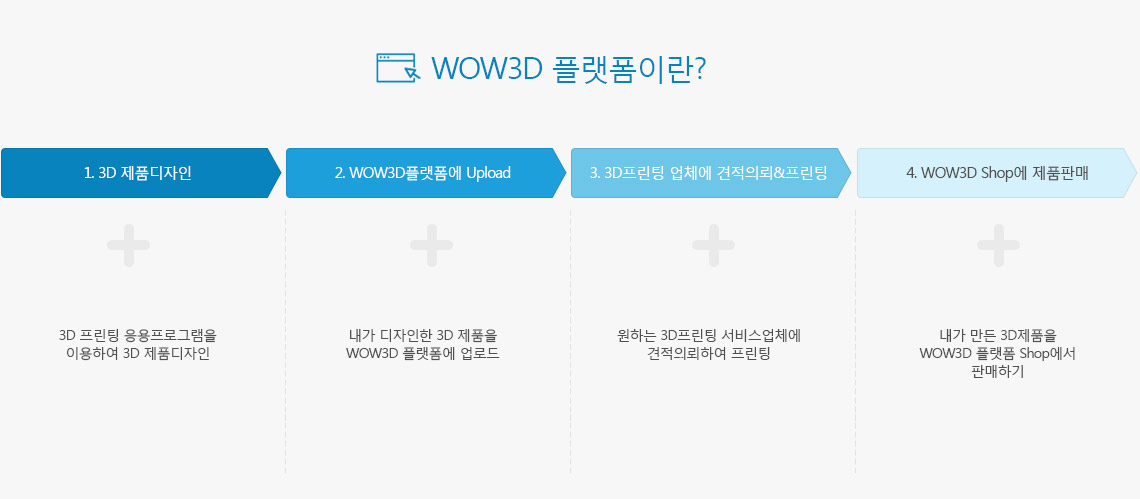 WOW3D 플랫폼이란?
1. 3D 제품디자인
2. WOW3D플랫폼에 Upload
3. 3D프린팅 업체에 견적의뢰&프린팅
4. WOW3D Shop에 제품판매
3D 프린팅 응용프로그램을
이용하여 3D 제품디자인
내가 디자인한 3D 제품을
WOW3D 플랫폼에 업로드
원하는 3D프린팅 서비스업체에
견적의뢰하여 프린팅
내가 만든 3D제품을
WOW3D 플랫폼 Shop에서
판매하기